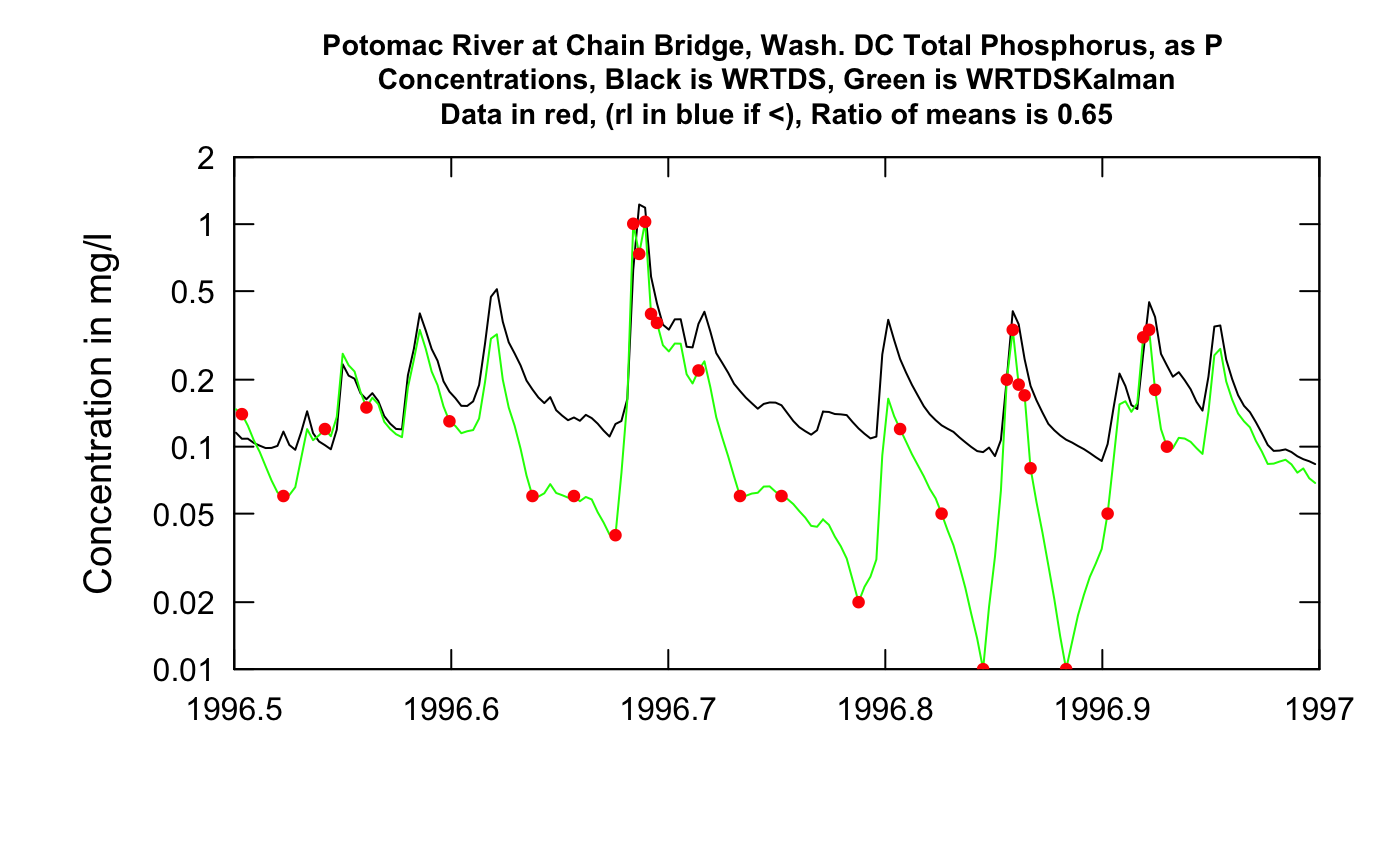 Potomac River at Chain Bridge, Wash. DC Total Phosphorus, as P
Concentrations, Black is WRTDS, Green is WRTDSKalman
Data in red, (rl in blue if <), Ratio of means is 0.65
Concentration in mg/l
2
1
0.5
0.2
0.1
0.05
0.02
0.01
1996.5 1996.6 1996.7 1996.8 1996.9 1997